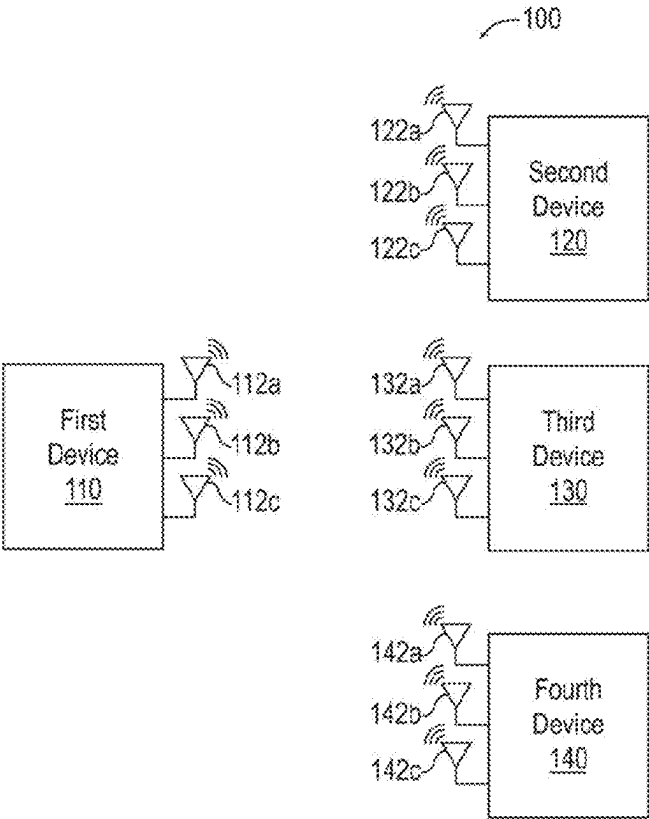 100
122a
122b
122c
Second
Device
120
First
Device
110
112a
112b
112c
132a
132b
132c
Third
Device
130
142a
142b
142c
Fourth
Device
140